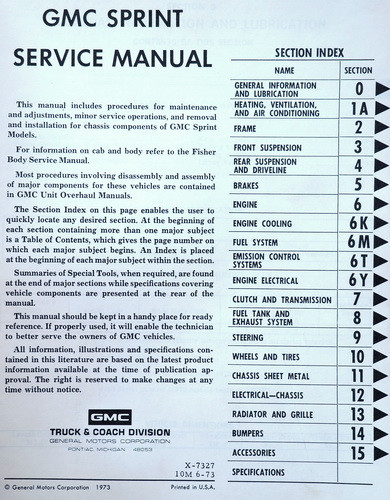 GMC SPRINT
SERVICE MANUAL
This manual includes procedures for maintenance
and adjustments, minor service operations, and removal
and installation for chassis components of GMC Sprint
Models.
For information on cab and body refer to the Fisher
Body Service Manual.
Most procedures involving disassembly and assembly
of major components for these vehicles are contained
in GMC Unit Overhaul Manuals.
The Section Index on this page enables the user to
quickly locate any desired section. At the beginning of
each section containing more than one major subject
is a Table of Contents, which gives the page number on
which each major subject begins. An Index is placed
at the beginning of each major subject within the section.
Summaries of Special Tools, when required, are found
at the end of major sections while specifications covering
vehicle components are presented at the rear of the
manual.
This manual should be kept in a handy place for ready
reference. If properly used, it will enable the technician
to better serve the owners of GMC vehicles.
All information, illustrations and specifications con-
tained in this literature are based on the latest product
information available at the time of publication ap-
proval. The right is reserved to make changes at any
time without notice.
GMC
TRUCK & COACH DIVISION
GENERAL MOTORS CORPORATION
PONTIAC, MICHIGAN 48053
X-7327
10M 6-73
© General Motors Corporation 1973
Printed in U.S.A.
SECTION INDEX
NAME SECTION
GENERAL INFORMATION
AND LUBRICATION 0
HEATING, VENTILATION,
AND AIR CONDITIONING 1A
FRAME 2
FRONT SUSPENSION 3
REAR SUSPENSION
AND DRIVELINE 4
BRAKES 5
ENGINE 6
ENGINE COOLING 6K
FUEL SYSTEM 6M
EMISSION CONTROL
SYSTEMS 6T
ENGINE ELECTRICAL 6Y
CLUTCH AND TRANSMISSION 7
FUEL TANK AND
EXHAUST SYSTEM 8
STEERING 9
WHEELS AND TIRES 10
CHASSIS SHEET METAL 11
ELECTRICAL—CHASSIS 12
RADIATOR AND GRILLE 13
BUMPERS 14
ACCESSORIES 15
SPECIFICATIONS